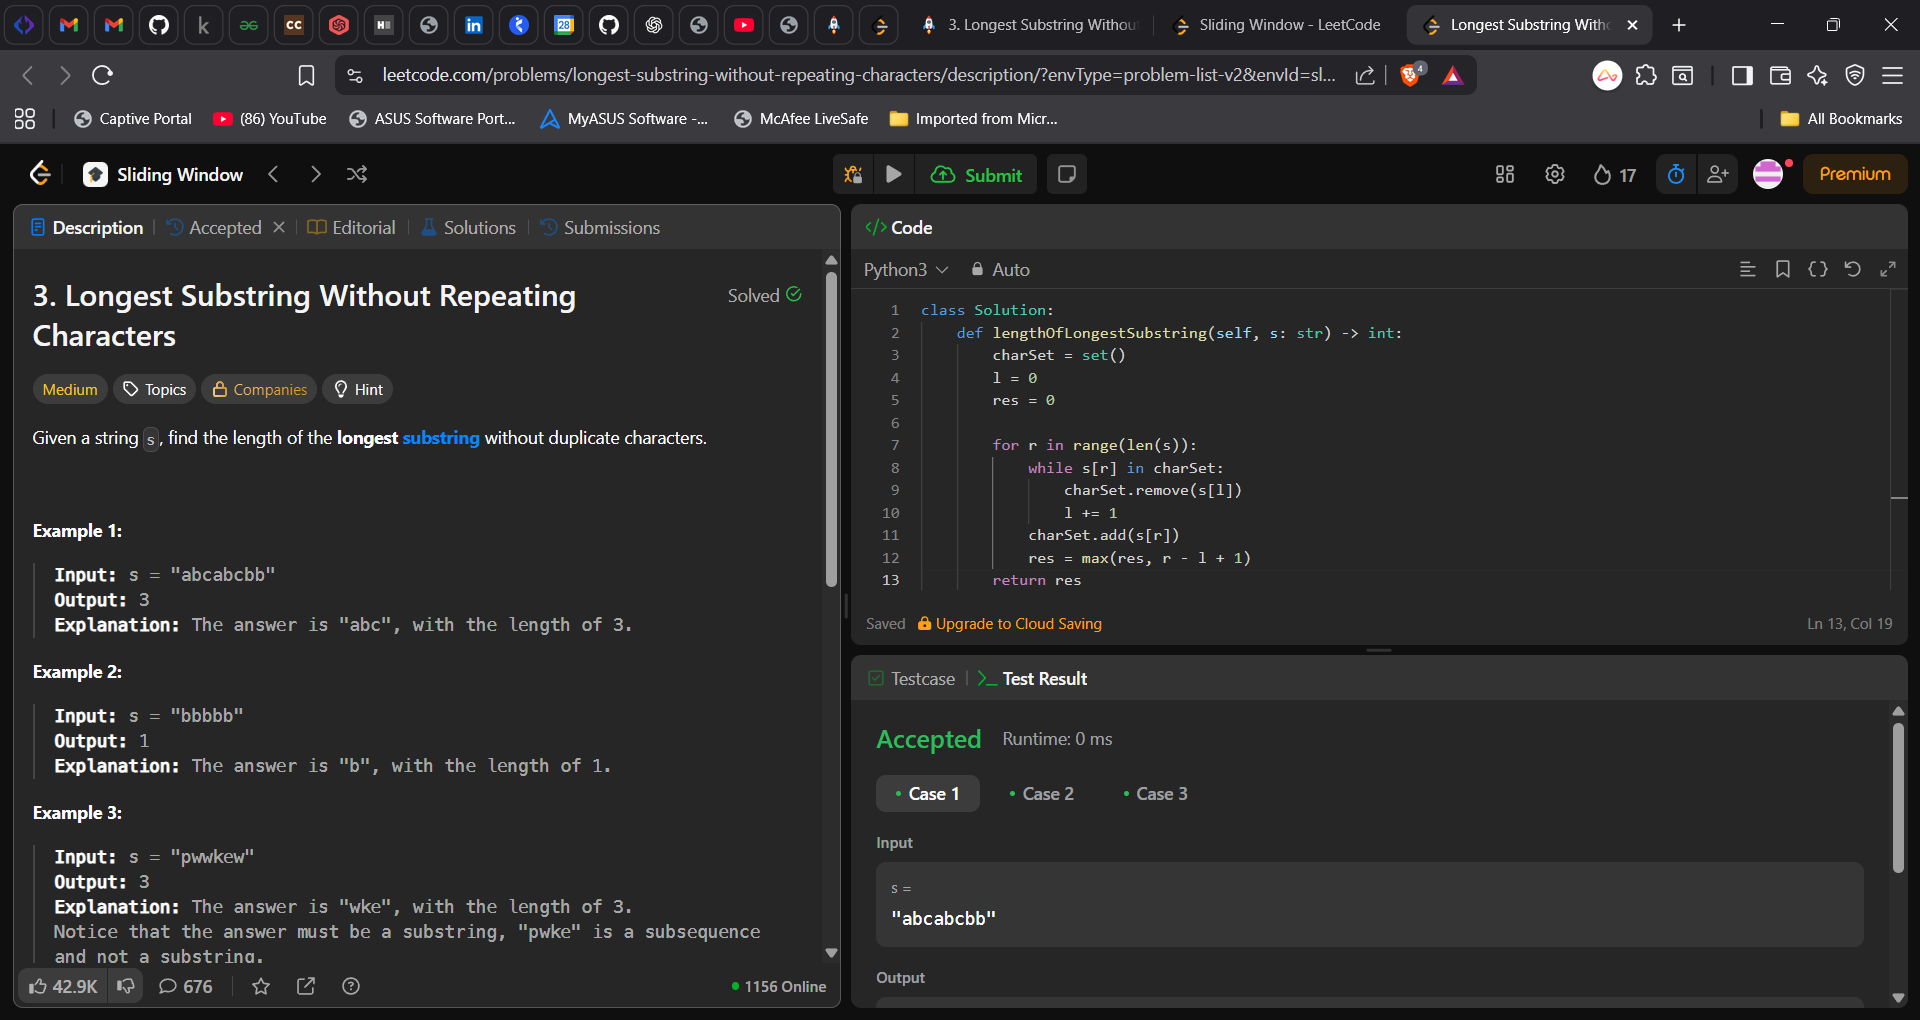 3. Longest Substring Withou
Sliding Window - LeetCode
Longest Substring With
leetcode.com/problems/longest-substring-without-repeating-characters/description/?envType=problem-list-v2&envId=sl...
4
Captive Portal
(86) YouTube
ASUS Software Port...
MyASUS Software -...
McAfee LiveSafe
Imported from Micr...
All Bookmarks
Sliding Window
Submit
17
Premium
Description
Accepted
Editorial
Solutions
Submissions
3. Longest Substring Without Repeating
Characters
Solved
Medium
Topics
Companies
Hint
Given a string s, find the length of the longest substring without duplicate characters.
Example 1:
Input: s = "abcabcbb"
Output: 3
Explanation: The answer is "abc", with the length of 3.
Example 2:
Input: s = "bbbbb"
Output: 1
Explanation: The answer is "b", with the length of 1.
Example 3:
Input: s = "pwwkew"
Output: 3
Explanation: The answer is "wke", with the length of 3.
Notice that the answer must be a substring, "pwke" is a subsequence
and not a substring.
42.9K
676
1156 Online
</> Code
Python3
Auto
1 class Solution:
2 def lengthOfLongestSubstring(self, s: str) -> int:
3 charSet = set()
4 l = 0
5 res = 0
6
7 for r in range(len(s)):
8 while s[r] in charSet:
9 charSet.remove(s[l])
10 l += 1
11 charSet.add(s[r])
12 res = max(res, r - l + 1)
13 return res
Saved
Upgrade to Cloud Saving
Ln 13, Col 19
Testcase
>_ Test Result
Accepted
Runtime: 0 ms
Case 1
Case 2
Case 3
Input
s =
"abcabcbb"
Output